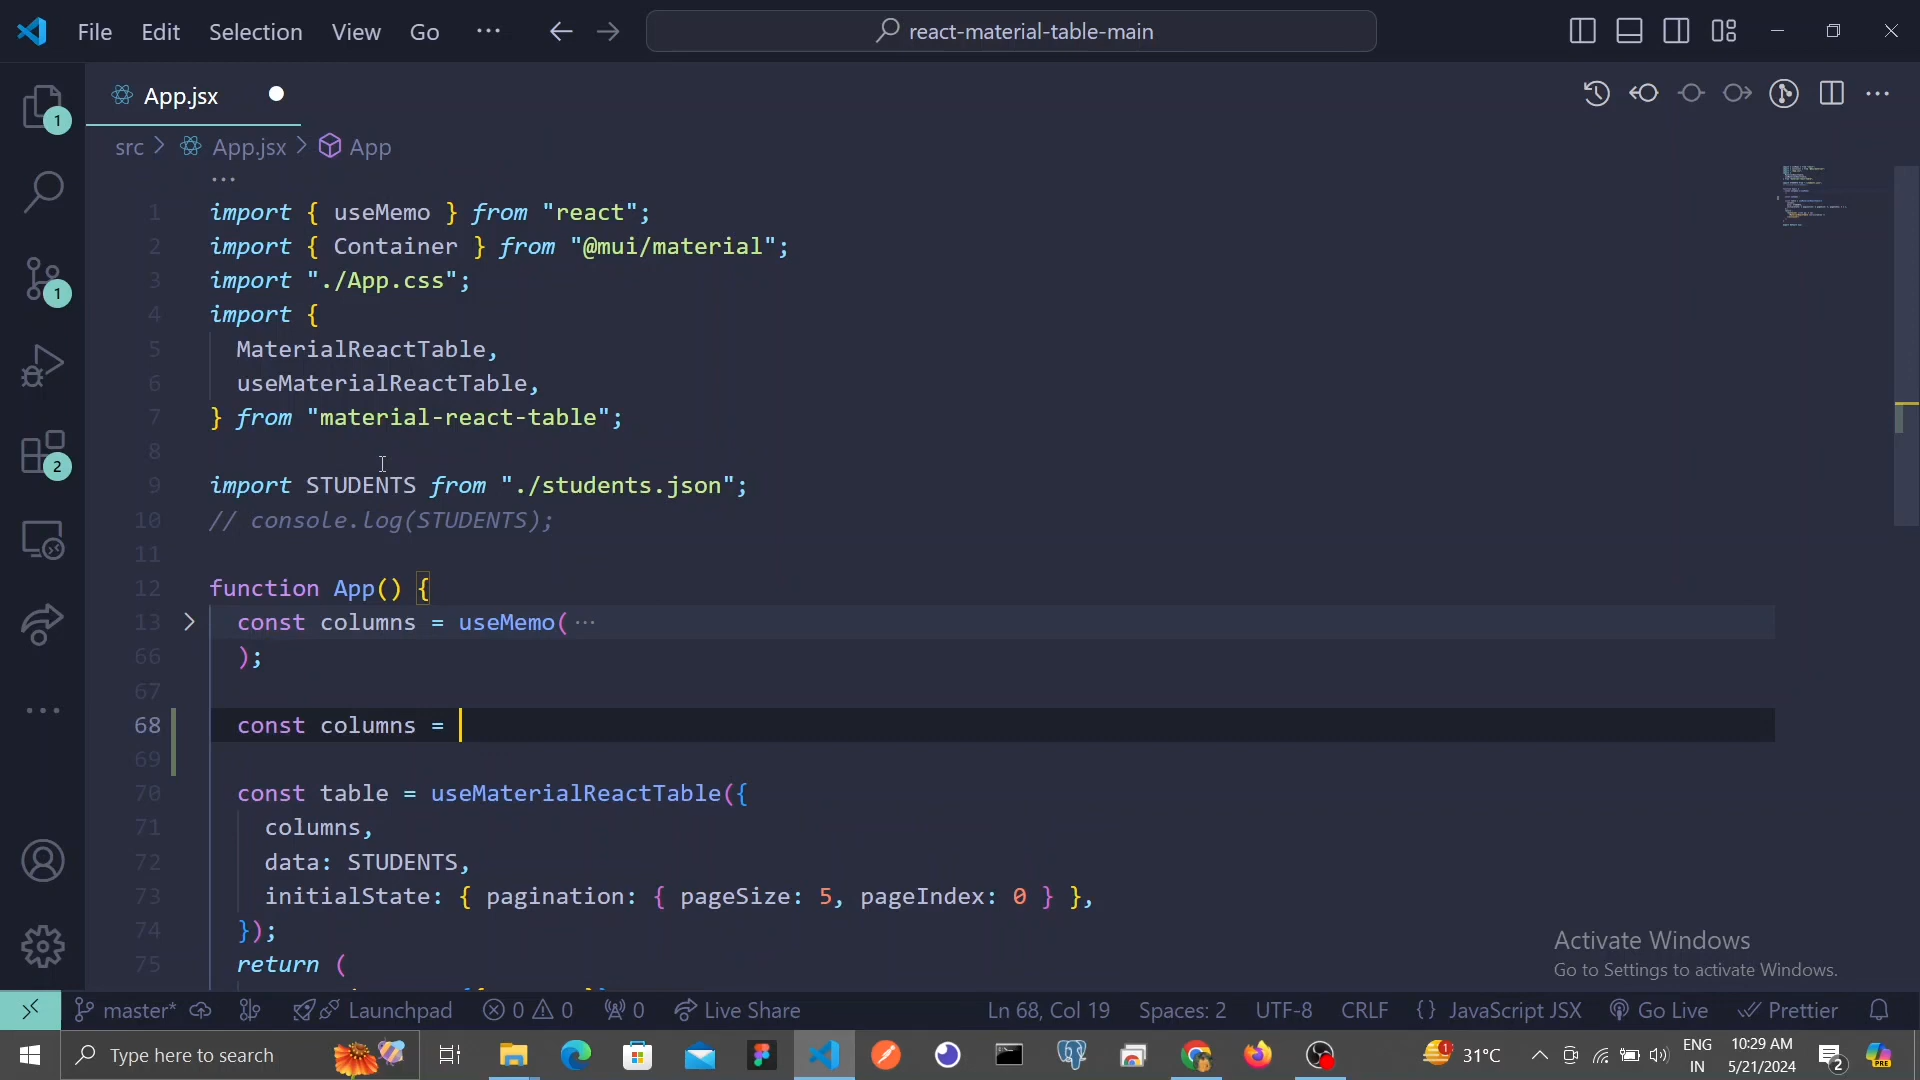 File Edit Selection View Go ··· react-material-table-main
App.jsx
src > App.jsx > App
...
1 import { useMemo } from "react";
2 import { Container } from "@mui/material";
3 import "./App.css";
4 import {
5 MaterialReactTable,
6 useMaterialReactTable,
7 } from "material-react-table";
8
9 import STUDENTS from "./students.json";
10 // console.log(STUDENTS);
11
12 function App() {
13 const columns = useMemo( ···
66 );
67
68 const columns =
69
70 const table = useMaterialReactTable({
71 columns,
72 data: STUDENTS,
73 initialState: { pagination: { pageSize: 5, pageIndex: 0 } },
74 });
75 return (
1
1
2
Activate Windows
Go to Settings to activate Windows.
master* Launchpad 0 0 0 Live Share Ln 68, Col 19 Spaces: 2 UTF-8 CRLF {} JavaScript JSX Go Live Prettier
Type here to search 31°C ENG IN 10:29 AM 5/21/2024 2 PRE